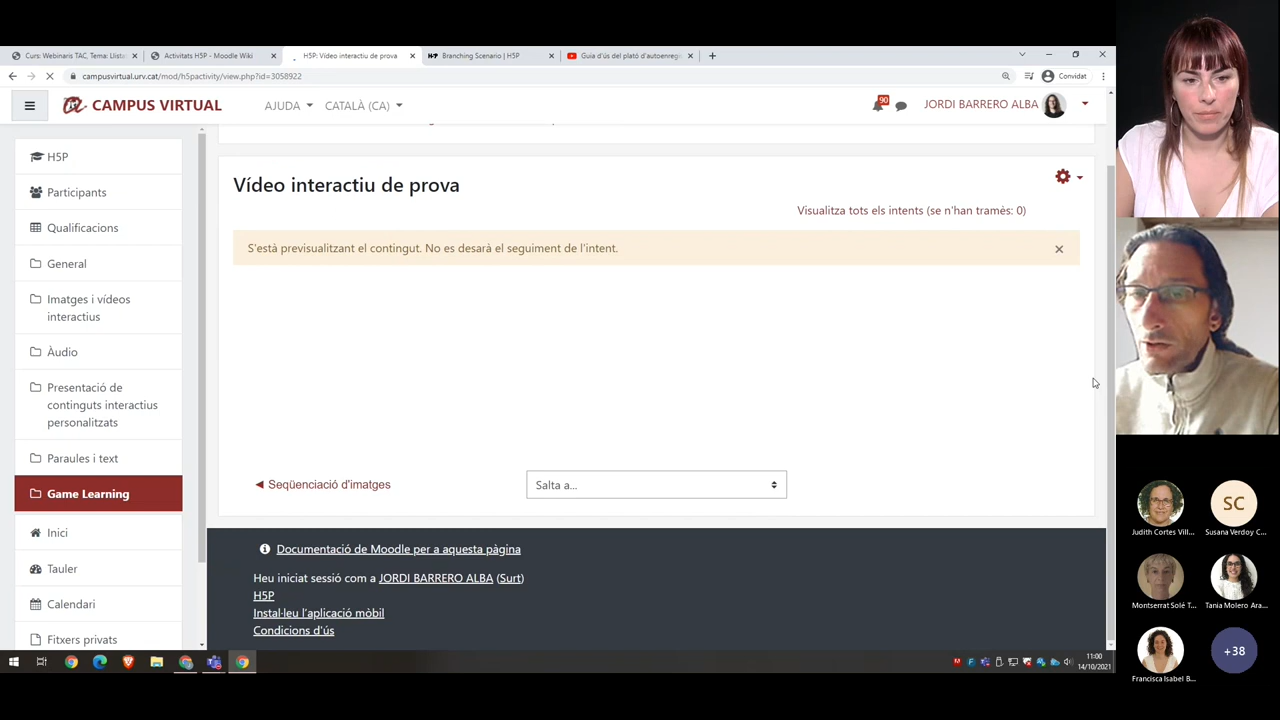 Curs: Webinaris TAC, Tema: Llista
Activitats H5P - Moodle Wiki
H5P: Vídeo interactiu de prova
H5P Branching Scenario | H5P
Guia d'ús del plató d'autoenregi
campusvirtual.urv.cat/mod/h5pactivity/view.php?id=3058922
Convidat
CAMPUS VIRTUAL
AJUDA
CATALÀ (CA)
90
JORDI BARRERO ALBA
H5P
Participants
Qualificacions
General
Imatges i vídeos
interactius
Àudio
Presentació de
continguts interactius
personalitzats
Paraules i text
Game Learning
Inici
Tauler
Calendari
Fitxers privats
Vídeo interactiu de prova
Visualitza tots els intents (se n'han tramès: 0)
S'està previsualitzant el contingut. No es desarà el seguiment de l'intent.
◄ Seqüenciació d'imatges
Salta a...
Documentació de Moodle per a aquesta pàgina
Heu iniciat sessió com a JORDI BARRERO ALBA (Surt)
H5P
Instal·leu l'aplicació mòbil
Condicions d'ús
11:00
14/10/2021
SC
Judith Cortes Vill...
Susana Verdoy C...
Montserrat Solé T...
Tania Molero Ara...
+38
Francisca Isabel B...